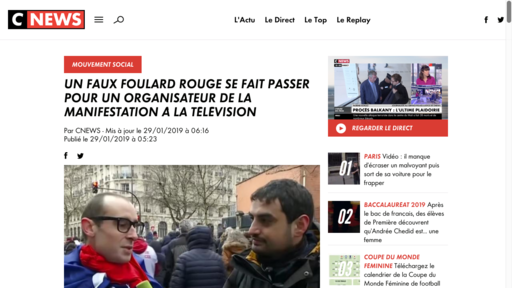 C NEWS
L'Actu Le Direct Le Top Le Replay
MOUVEMENT SOCIAL
UN FAUX FOULARD ROUGE SE FAIT PASSER
POUR UN ORGANISATEUR DE LA
MANIFESTATION A LA TELEVISION
Par CNEWS - Mis à jour le 29/01/2019 à 06:16
Publié le 29/01/2019 à 05:23
PROCÈS BALKANY : L'ULTIME PLAIDOIRIE
REGARDER LE DIRECT
01
PARIS Vidéo : il manque
d'écraser un malvoyant puis
sort de sa voiture pour le
frapper
02
BACCALAUREAT 2019 Après
le bac de francais, des élèves
de Première découvrent
qu'Andrée Chedid est... une
femme
03
COUPE DU MONDE
FEMININE Téléchargez le
calendrier de la Coupe du
Monde Féminine de football